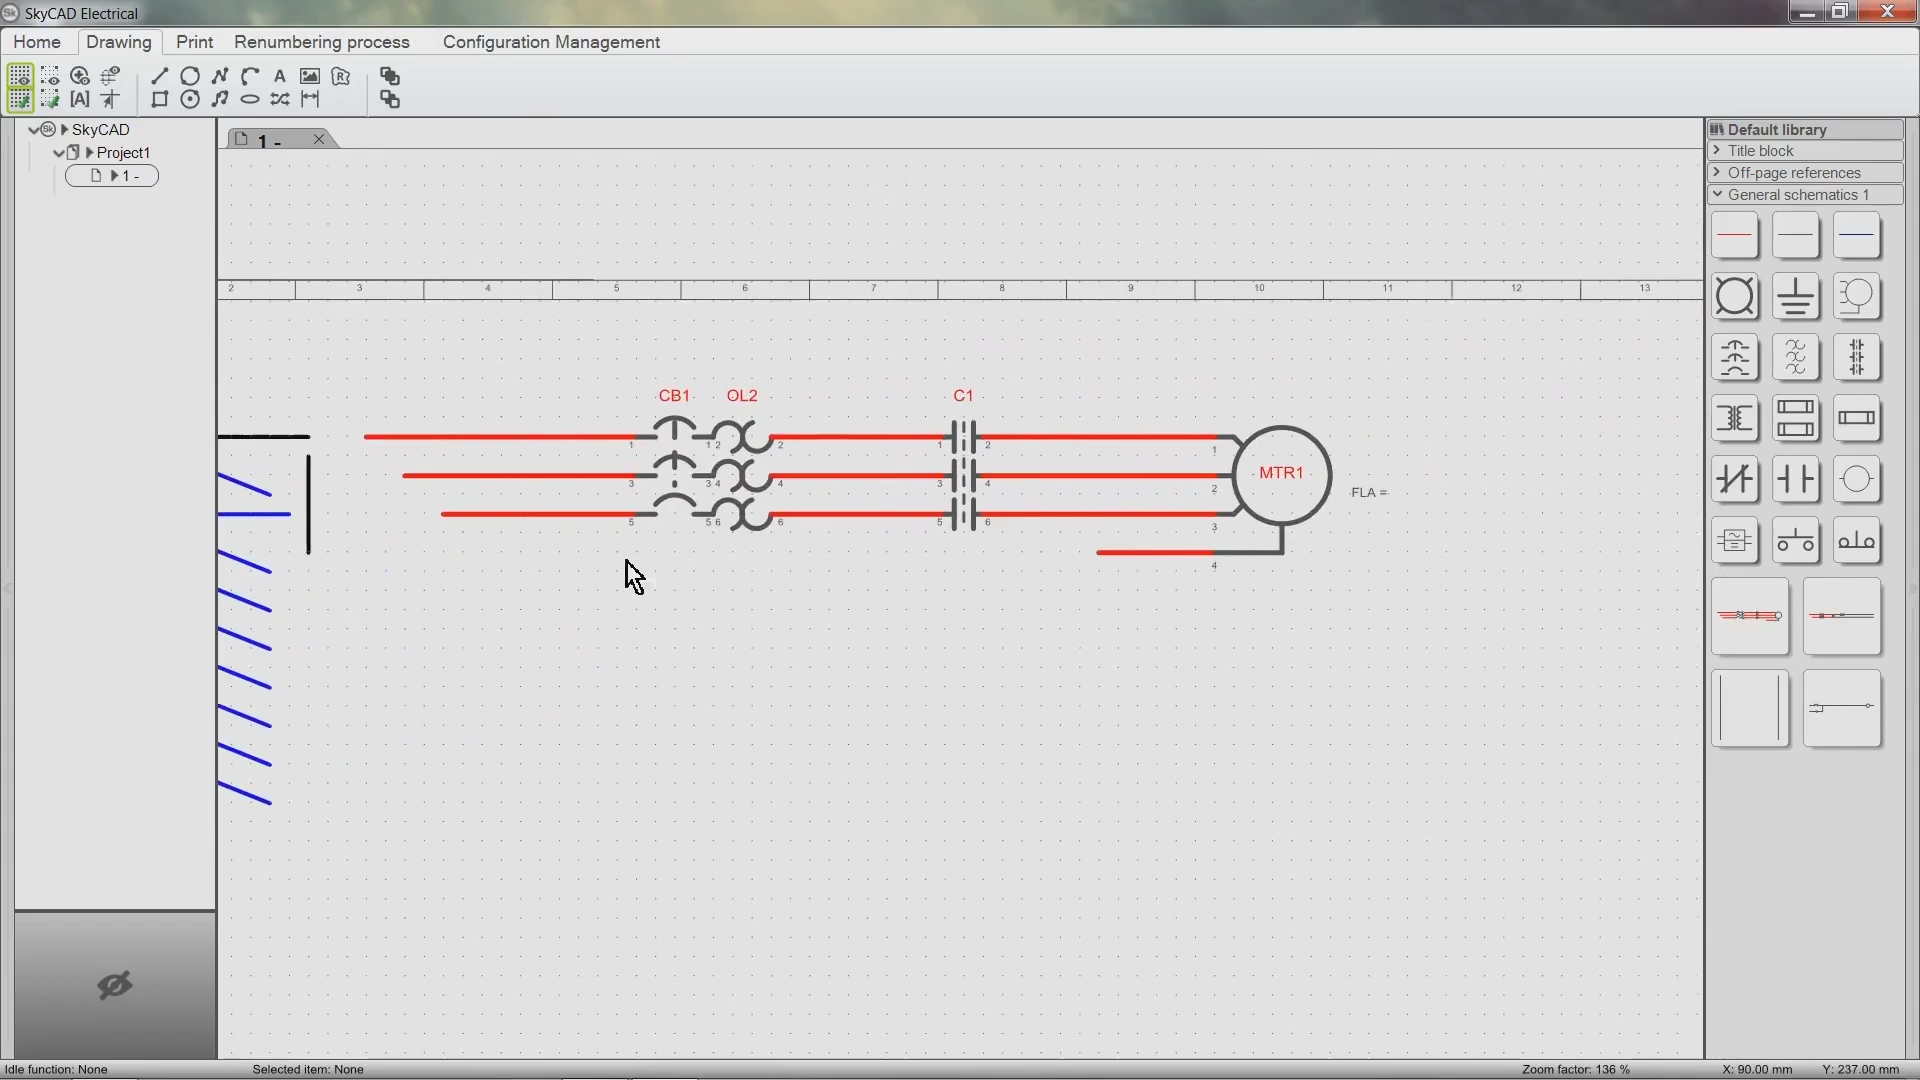 SkyCAD Electrical
Home Drawing Print Renumbering process Configuration Management
A
R
[A]
SkyCAD
Project1
1 -
1 -
2 3 4 5 6 7 8 9 10 11 12 13
CB1 OL2 C1
1 1 2 2 1 2 1
3 3 4 4 3 4 2
5 5 6 6 5 6 3
4
MTR1
FLA =
Default library
Title block
Off-page references
General schematics 1
Idle function: None Selected item: None Zoom factor: 136 % X: 90.00 mm Y: 237.00 mm